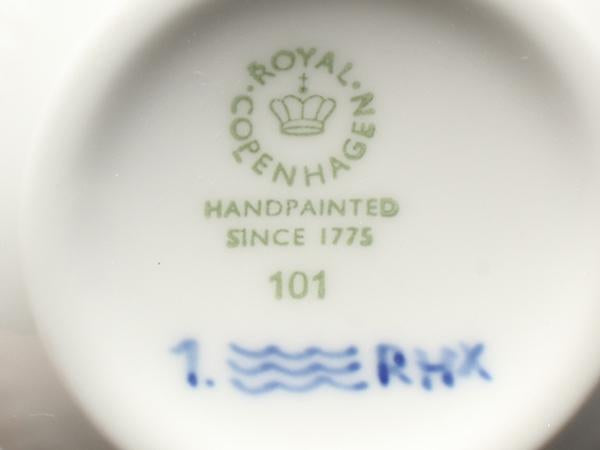 ROYAL COPENHAGEN
HANDPAINTED
SINCE 1775
101
1. RHX